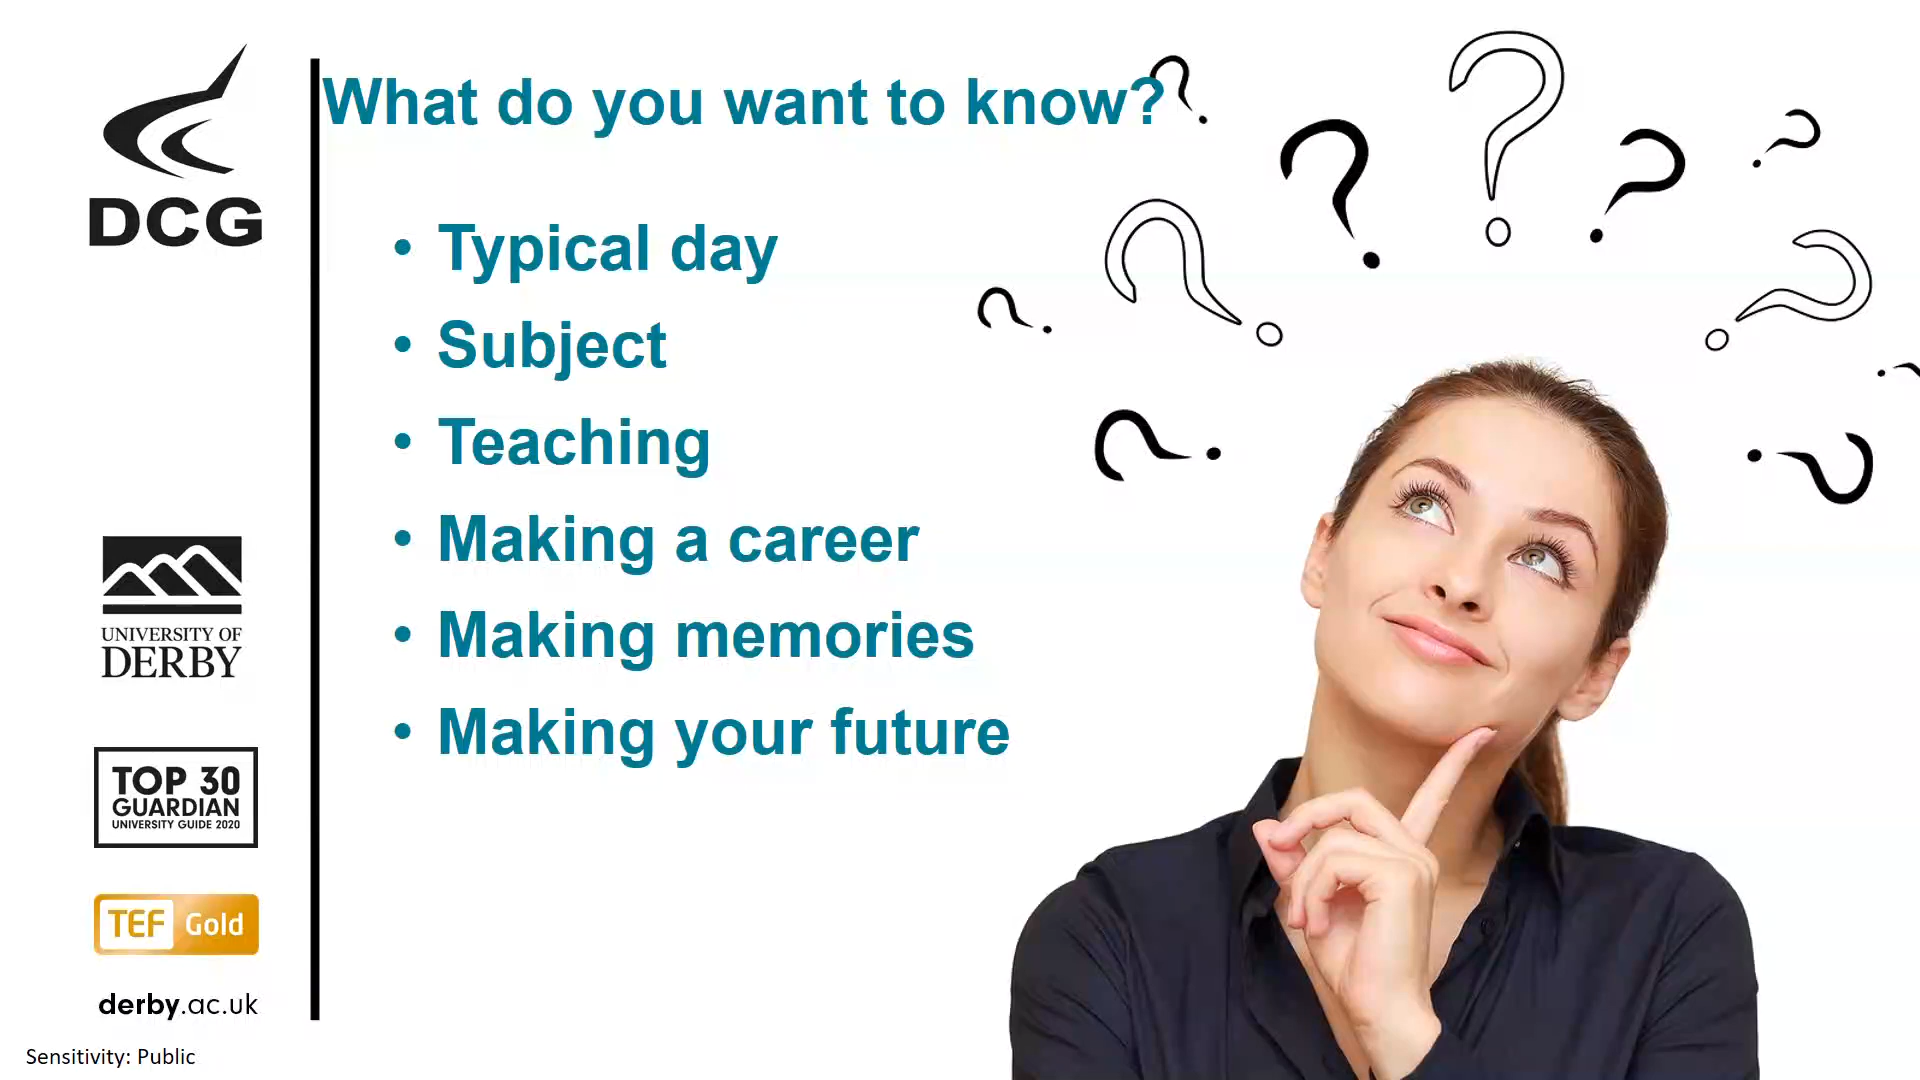 DCG
UNIVERSITY OF
DERBY
TOP 30
GUARDIAN
UNIVERSITY GUIDE 2020
TEF Gold
derby.ac.uk
Sensitivity: Public
What do you want to know?
• Typical day
• Subject
• Teaching
• Making a career
• Making memories
• Making your future